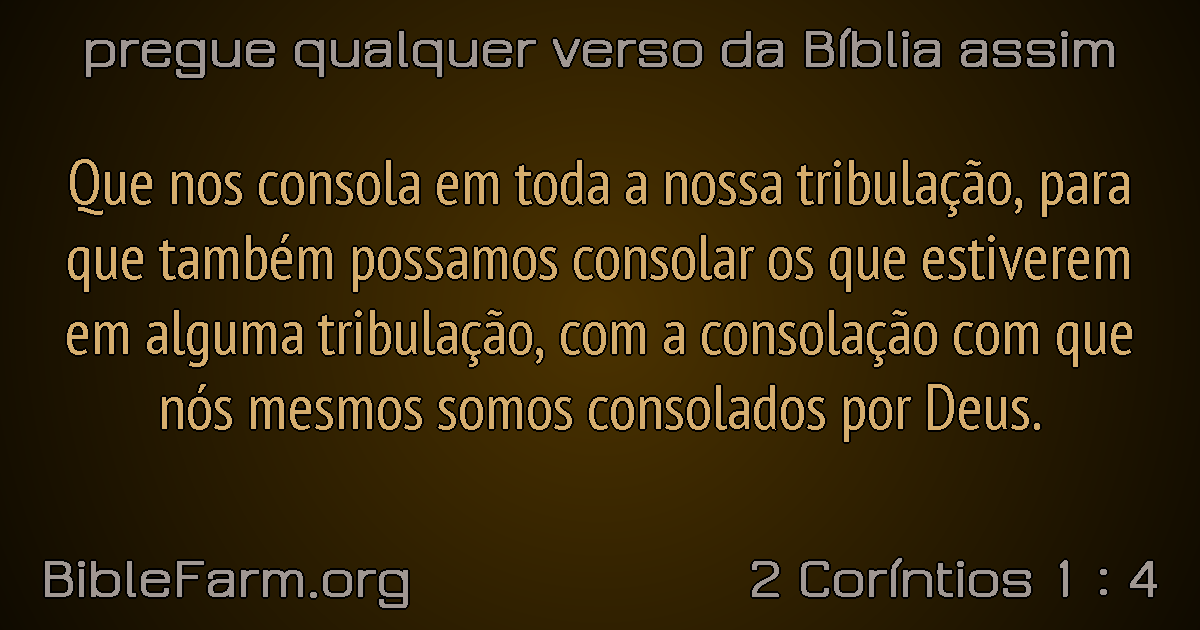 pregue qualquer verso da Bíblia assim
Que nos consola em toda a nossa tribulação, para
que também possamos consolar os que estiverem
em alguma tribulação, com a consolação com que
nós mesmos somos consolados por Deus.
BibleFarm.org
2 Coríntios 1 : 4